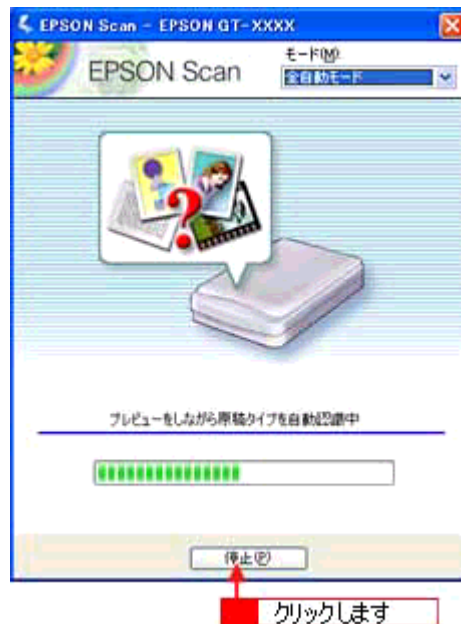 EPSON Scan - EPSON GT-XXXX
EPSON Scan
モード(M):
全自動モード
?
プレビューをしながら原稿タイプを自動認識中
停止(P)
クリックします